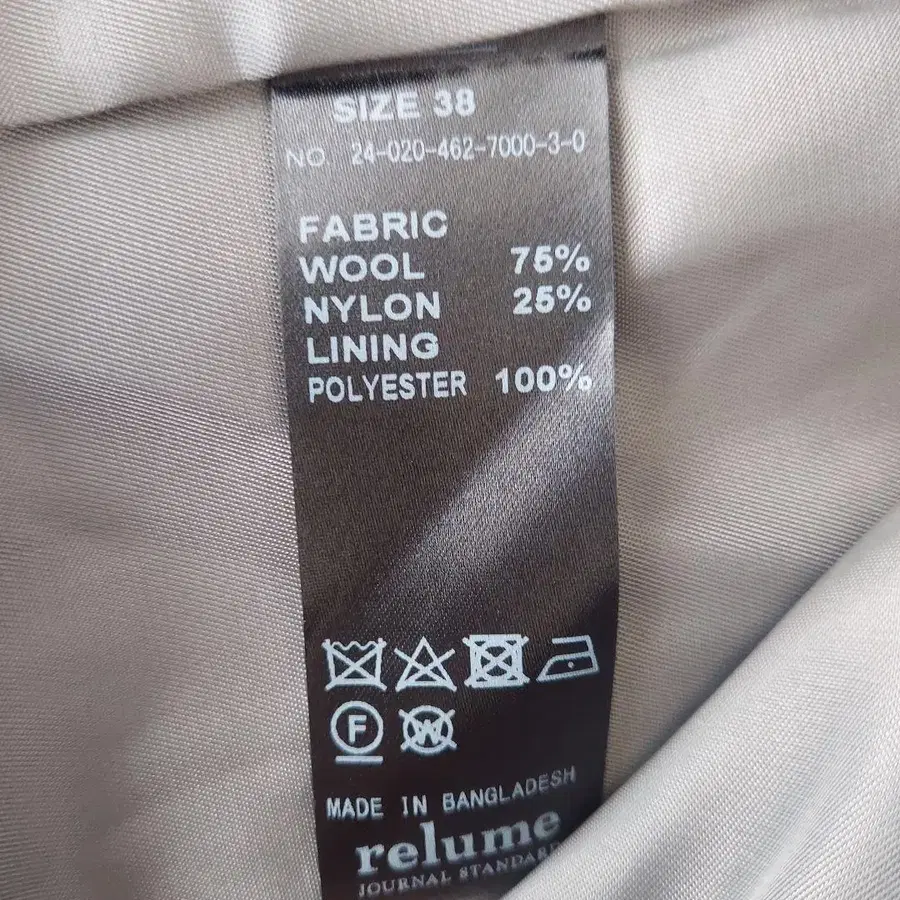 SIZE 38
NO. 24-020-462-7000-3-0
FABRIC
WOOL 75%
NYLON 25%
LINING
POLYESTER 100%
F W
MADE IN BANGLADESH
relume
JOURNAL STANDARD